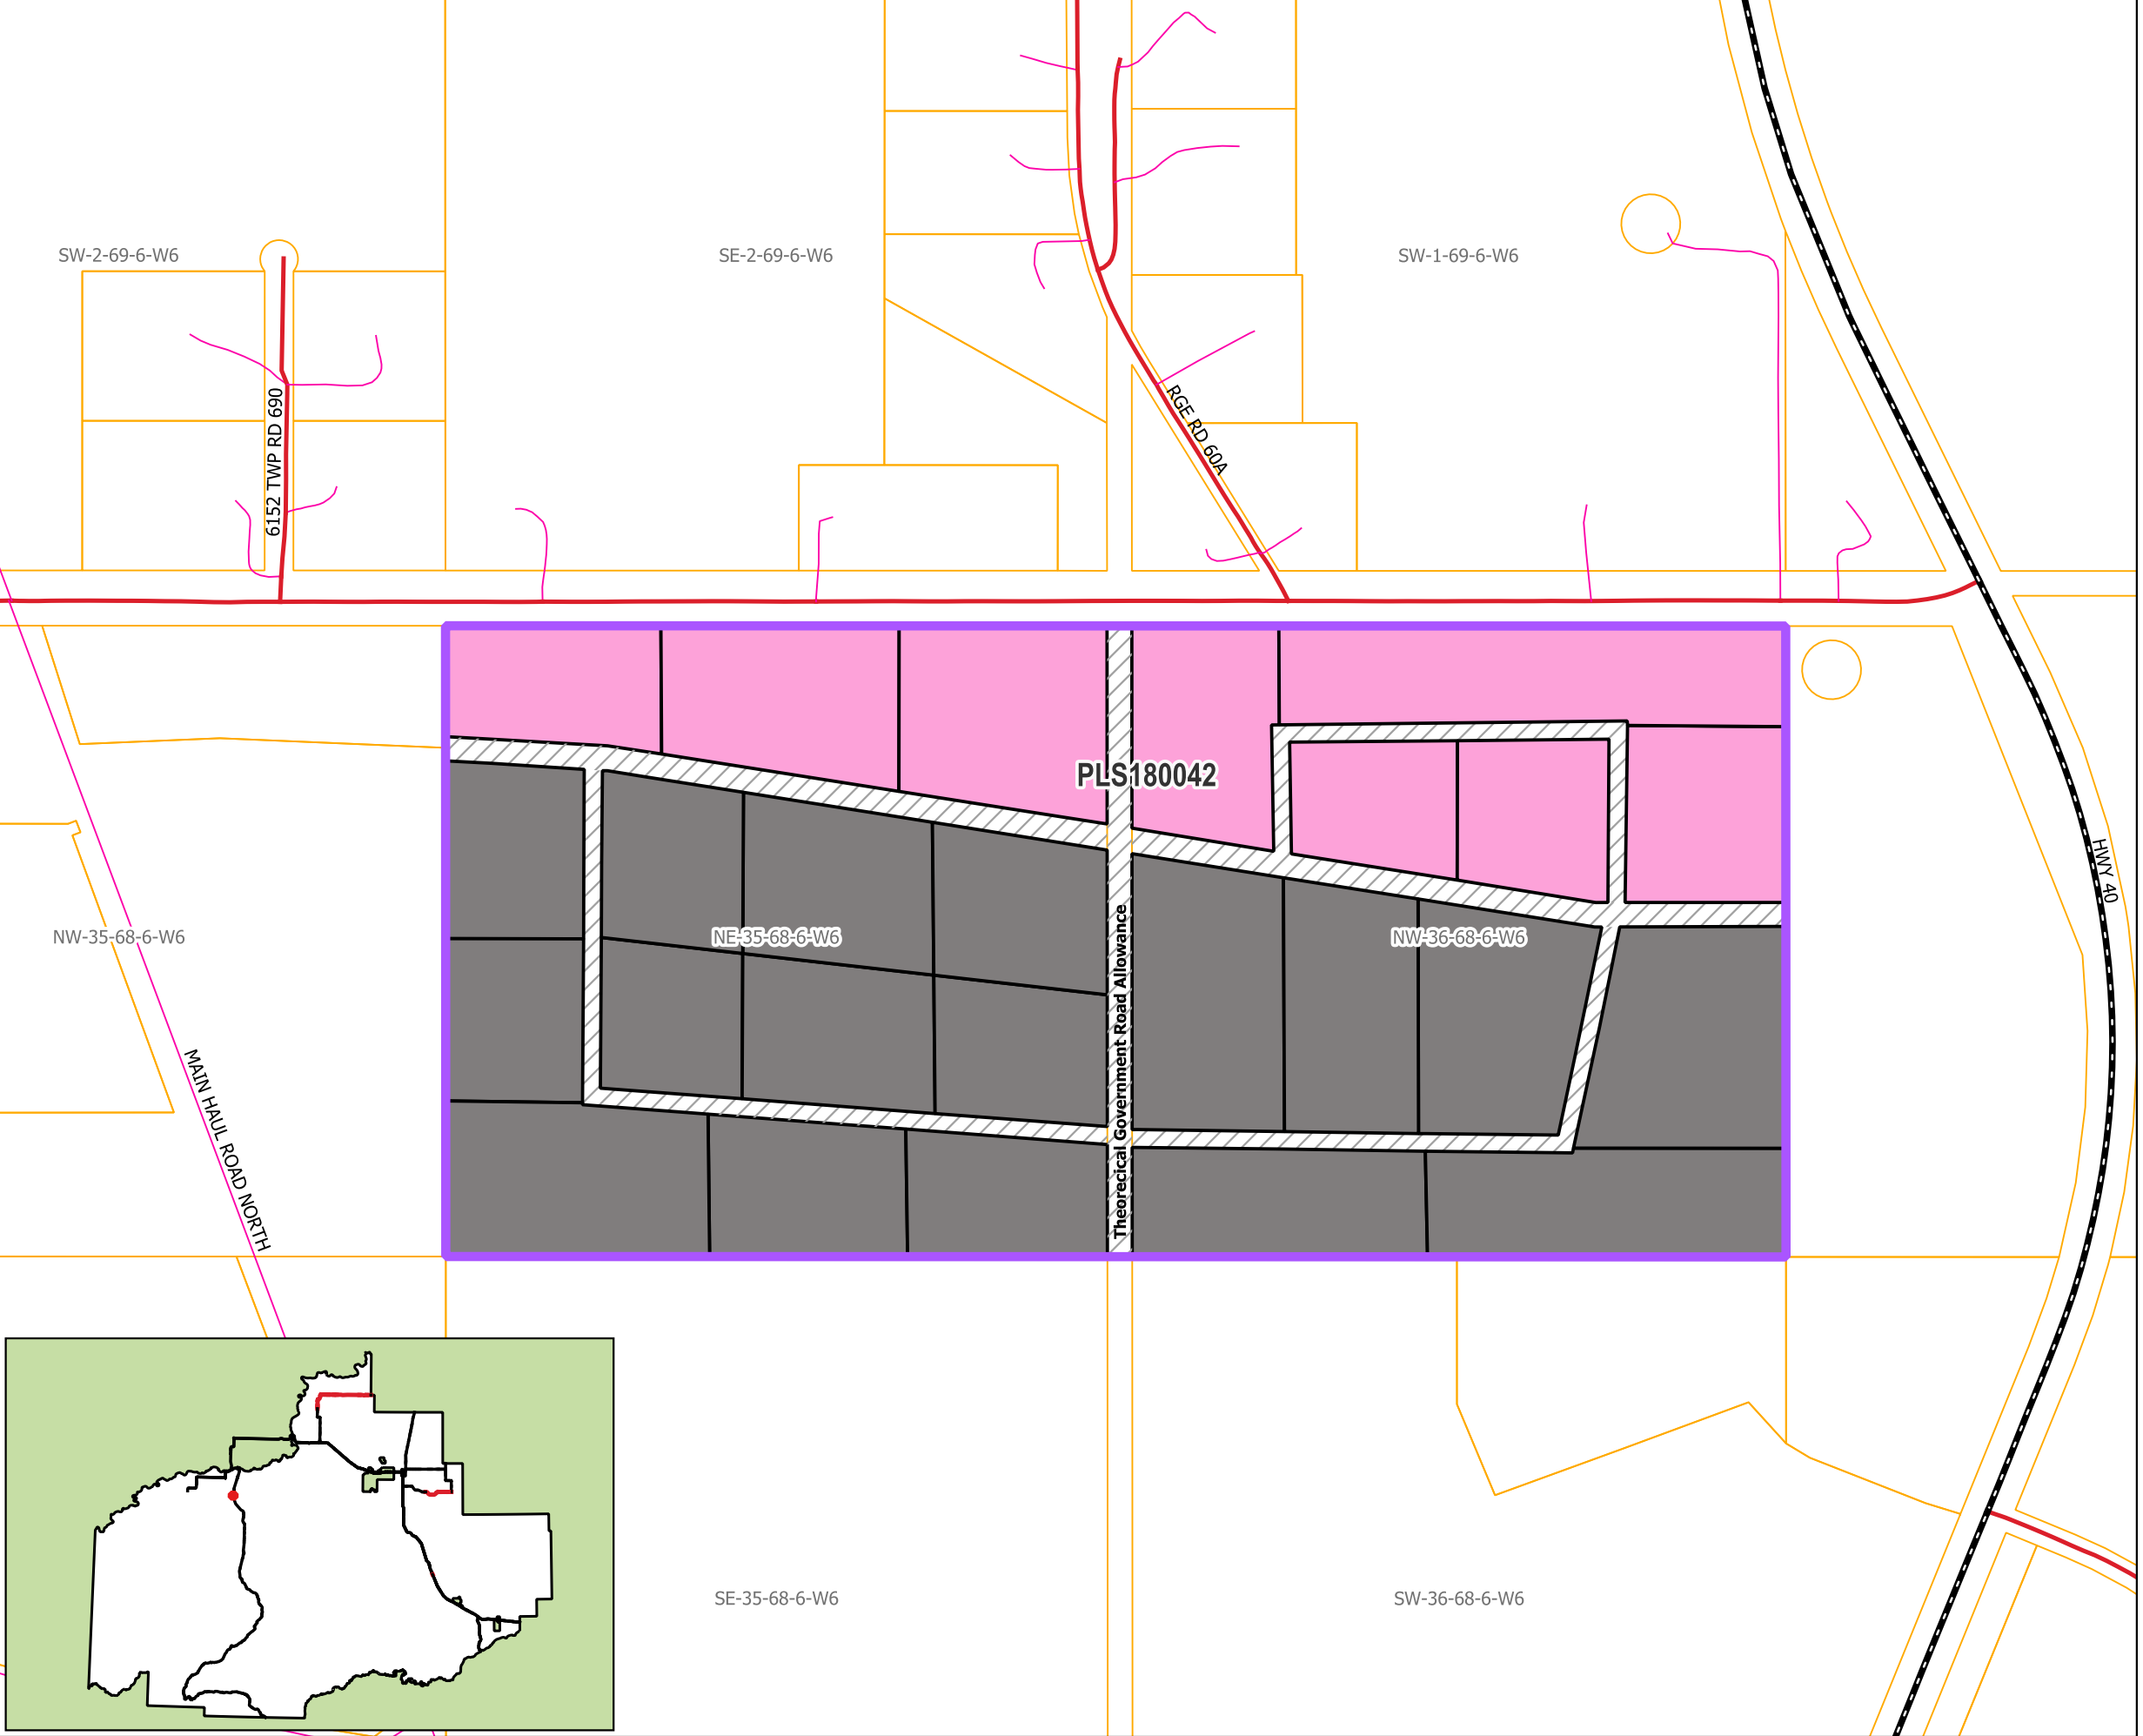 SW-2-69-6-W6
SE-2-69-6-W6
SW-1-69-6-W6
6152 TWP RD 690
RGE RD 60A
PLS180042
HWY 40
NW-35-68-6-W6
NE-35-68-6-W6
NW-36-68-6-W6
Theorecical Government Road Allowance
MAIN HAUL ROAD NORTH
SE-35-68-6-W6
SW-36-68-6-W6